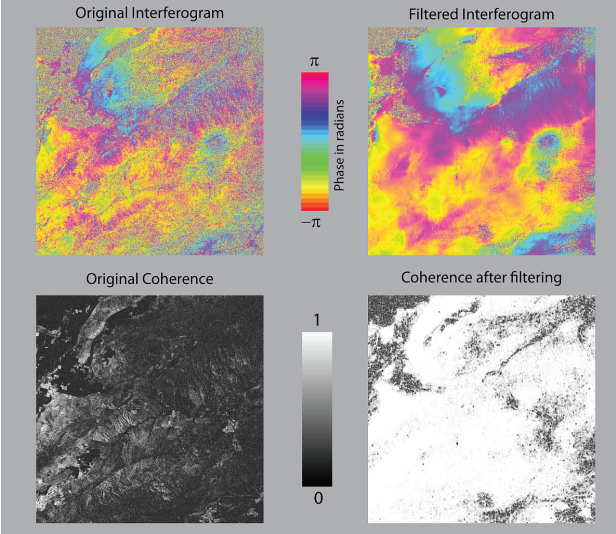 Original Interferogram
Filtered Interferogram
π
Phase in radians
−π
Original Coherence
Coherence after filtering
1
0